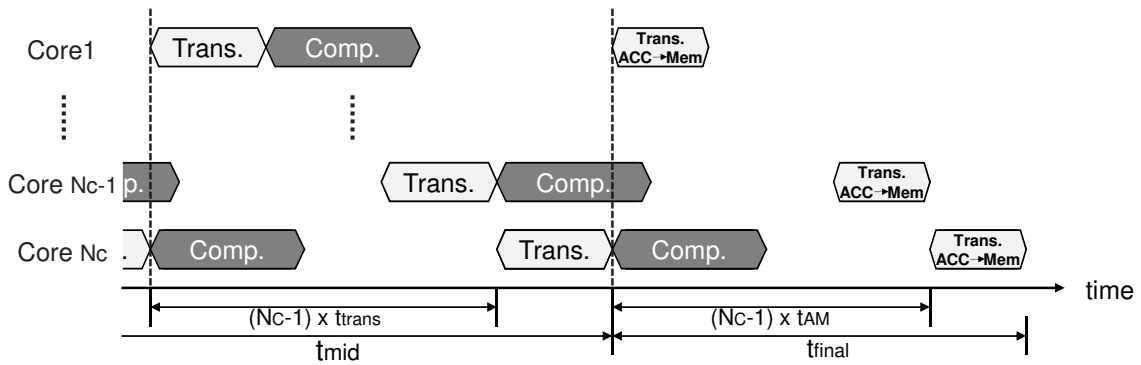 Core1
Trans.
Comp.
Trans.
ACC→Mem
Core Nc-1
p.
Trans.
Comp.
Trans.
ACC→Mem
Core Nc
.
Comp.
Trans.
Comp.
Trans.
ACC→Mem
time
(NC-1) x ttrans
(NC-1) x tAM
tmid
tfinal